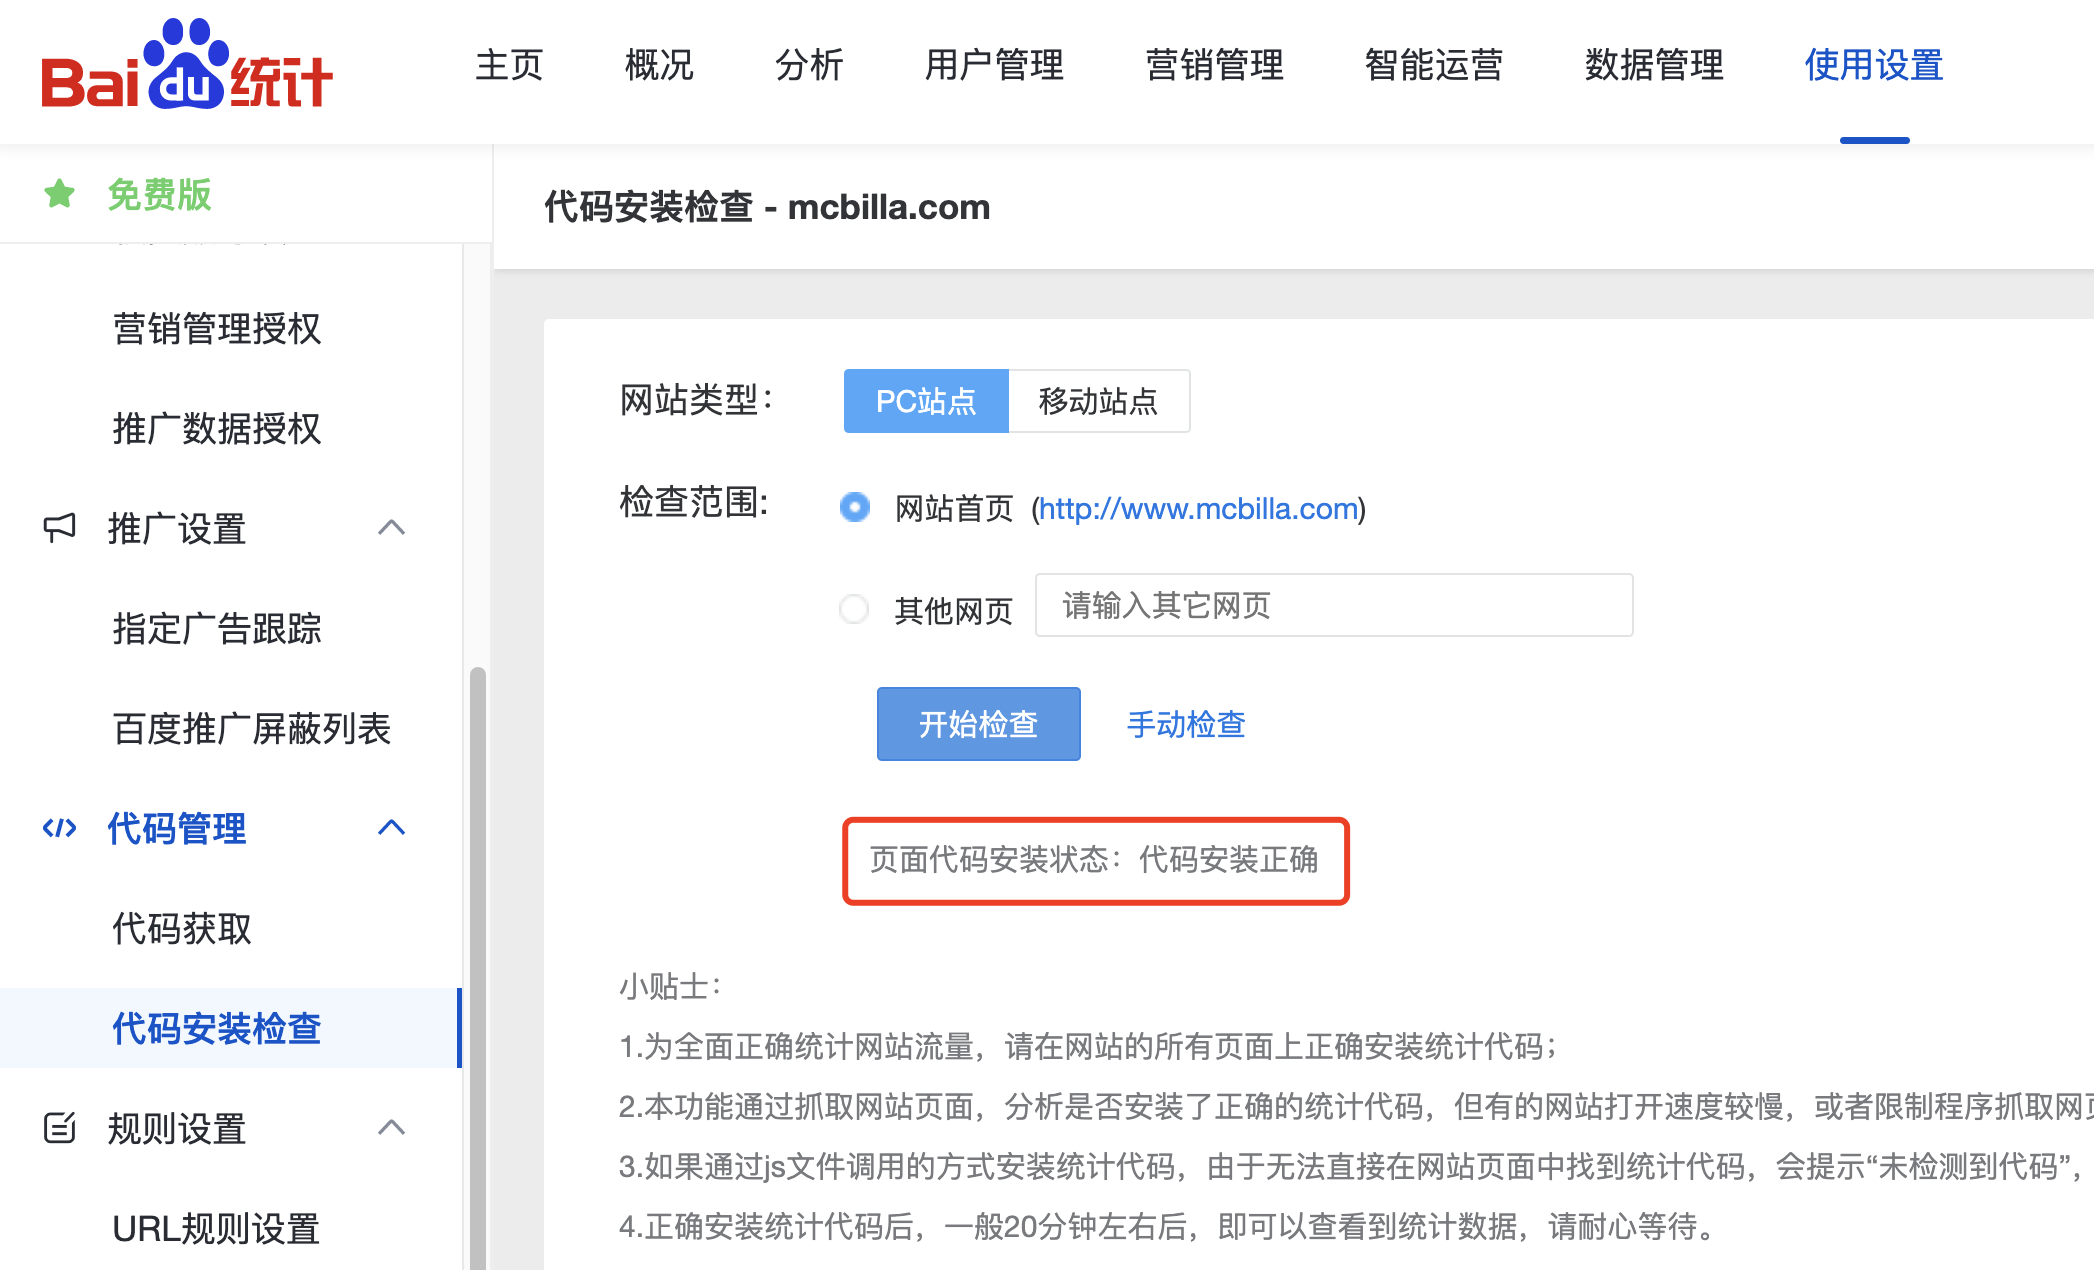 Baidu统计
主页 概况 分析 用户管理 营销管理 智能运营 数据管理 使用设置
免费版
营销管理授权
推广数据授权
推广设置
指定广告跟踪
百度推广屏蔽列表
代码管理
代码获取
代码安装检查
规则设置
URL规则设置
代码安装检查 - mcbilla.com
网站类型： PC站点 移动站点
检查范围: 网站首页 (http://www.mcbilla.com)
其他网页 请输入其它网页
开始检查 手动检查
页面代码安装状态：代码安装正确
小贴士：
1.为全面正确统计网站流量，请在网站的所有页面上正确安装统计代码；
2.本功能通过抓取网站页面，分析是否安装了正确的统计代码，但有的网站打开速度较慢，或者限制程序抓取网页
3.如果通过js文件调用的方式安装统计代码，由于无法直接在网站页面中找到统计代码，会提示“未检测到代码”，
4.正确安装统计代码后，一般20分钟左右后，即可以查看到统计数据，请耐心等待。